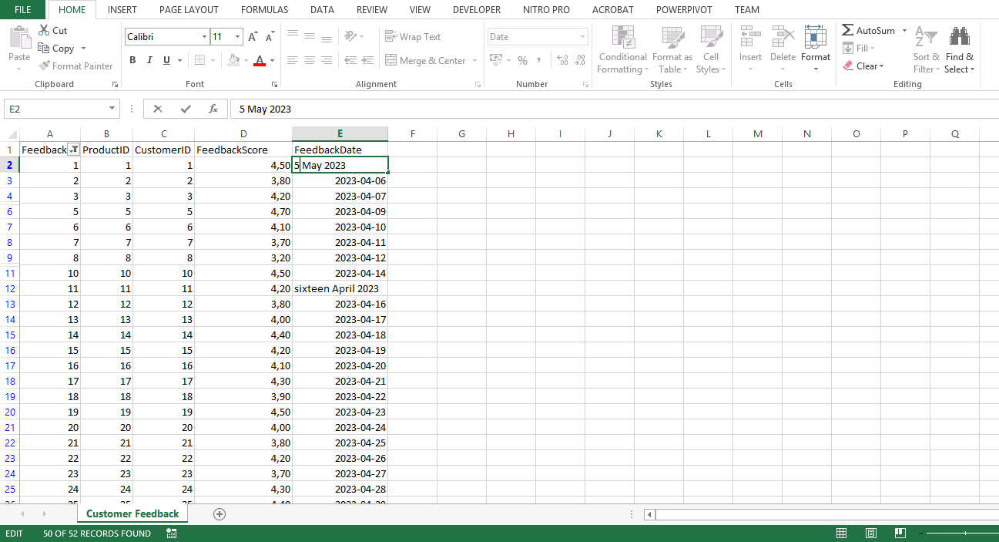 FILE HOME INSERT PAGE LAYOUT FORMULAS DATA REVIEW VIEW DEVELOPER NITRO PRO ACROBAT POWERPIVOT TEAM
Paste
Cut
Copy
Format Painter
Clipboard
Calibri 11
B I U
Font
Wrap Text
Merge & Center
Alignment
Date
Number
Conditional Formatting
Format as Table
Cell Styles
Styles
Insert
Delete
Format
Cells
AutoSum
Fill
Clear
Sort & Filter
Find & Select
Editing
E2 fx 5 May 2023
A B C D E F G H I J K L M N O P Q
1 Feedback ProductID CustomerID FeedbackScore FeedbackDate
2 1 1 1 4,50 5 May 2023
3 2 2 2 3,80 2023-04-06
4 3 3 3 4,20 2023-04-07
6 5 5 5 4,70 2023-04-09
7 6 6 6 4,10 2023-04-10
8 7 7 7 3,70 2023-04-11
9 8 8 8 3,20 2023-04-12
11 10 10 10 4,50 2023-04-14
12 11 11 11 4,20 sixteen April 2023
13 12 12 12 3,80 2023-04-16
14 13 13 13 4,00 2023-04-17
15 14 14 14 4,40 2023-04-18
16 15 15 15 4,20 2023-04-19
17 16 16 16 4,10 2023-04-20
18 17 17 17 4,30 2023-04-21
19 18 18 18 3,90 2023-04-22
20 19 19 19 4,50 2023-04-23
21 20 20 20 4,00 2023-04-24
22 21 21 21 3,80 2023-04-25
23 22 22 22 4,20 2023-04-26
24 23 23 23 3,70 2023-04-27
25 24 24 24 4,30 2023-04-28
Customer Feedback
EDIT 50 OF 52 RECORDS FOUND